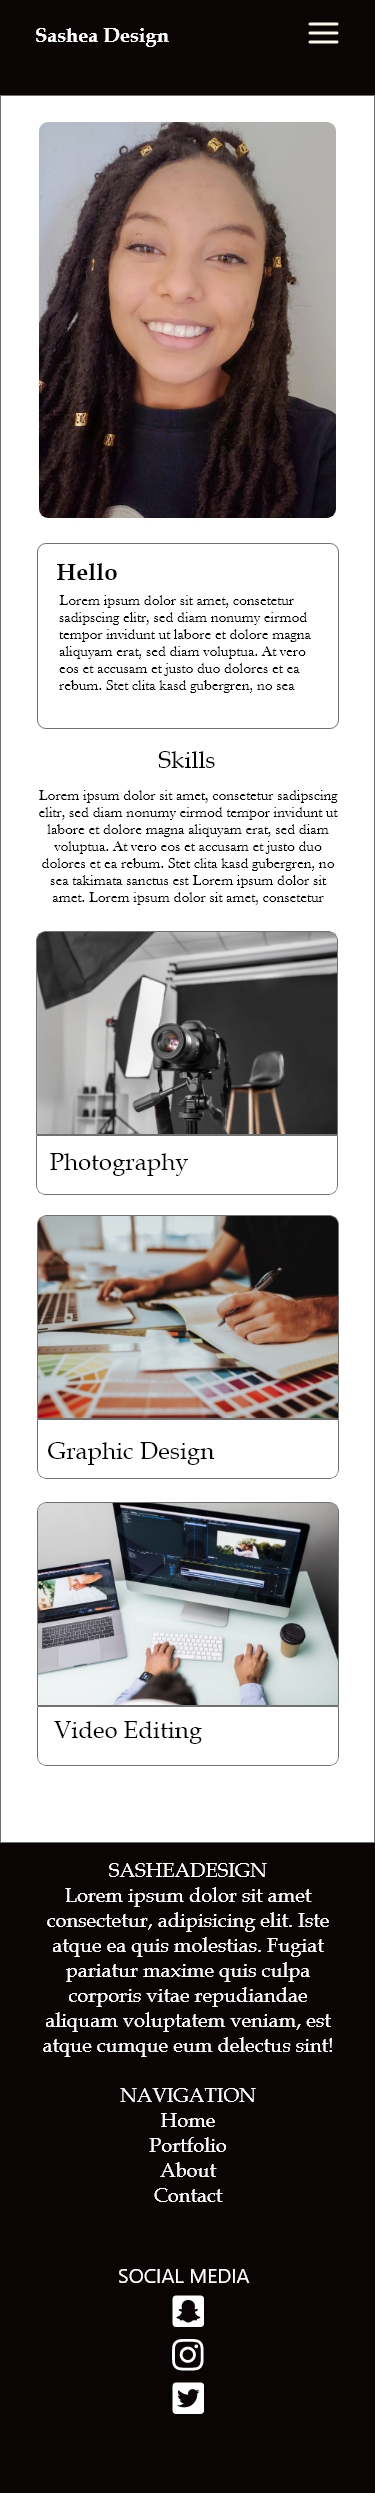 Sashea Design
Hello
Lorem ipsum dolor sit amet, consetetur
sadipscing elitr, sed diam nonumy eirmod
tempor invidunt ut labore et dolore magna
aliquyam erat, sed diam voluptua. At vero
eos et accusam et justo duo dolores et ea
rebum. Stet clita kasd gubergren, no sea
Skills
Lorem ipsum dolor sit amet, consetetur sadipscing
elitr, sed diam nonumy eirmod tempor invidunt ut
labore et dolore magna aliquyam erat, sed diam
voluptua. At vero eos et accusam et justo duo
dolores et ea rebum. Stet clita kasd gubergren, no
sea takimata sanctus est Lorem ipsum dolor sit
amet. Lorem ipsum dolor sit amet, consetetur
Photography
Graphic Design
Video Editing
SASHEADESIGN
Lorem ipsum dolor sit amet
consectetur, adipisicing elit. Iste
atque ea quis molestias. Fugiat
pariatur maxime quis culpa
corporis vitae repudiandae
aliquam voluptatem veniam, est
atque cumque eum delectus sint!
NAVIGATION
Home
Portfolio
About
Contact
SOCIAL MEDIA